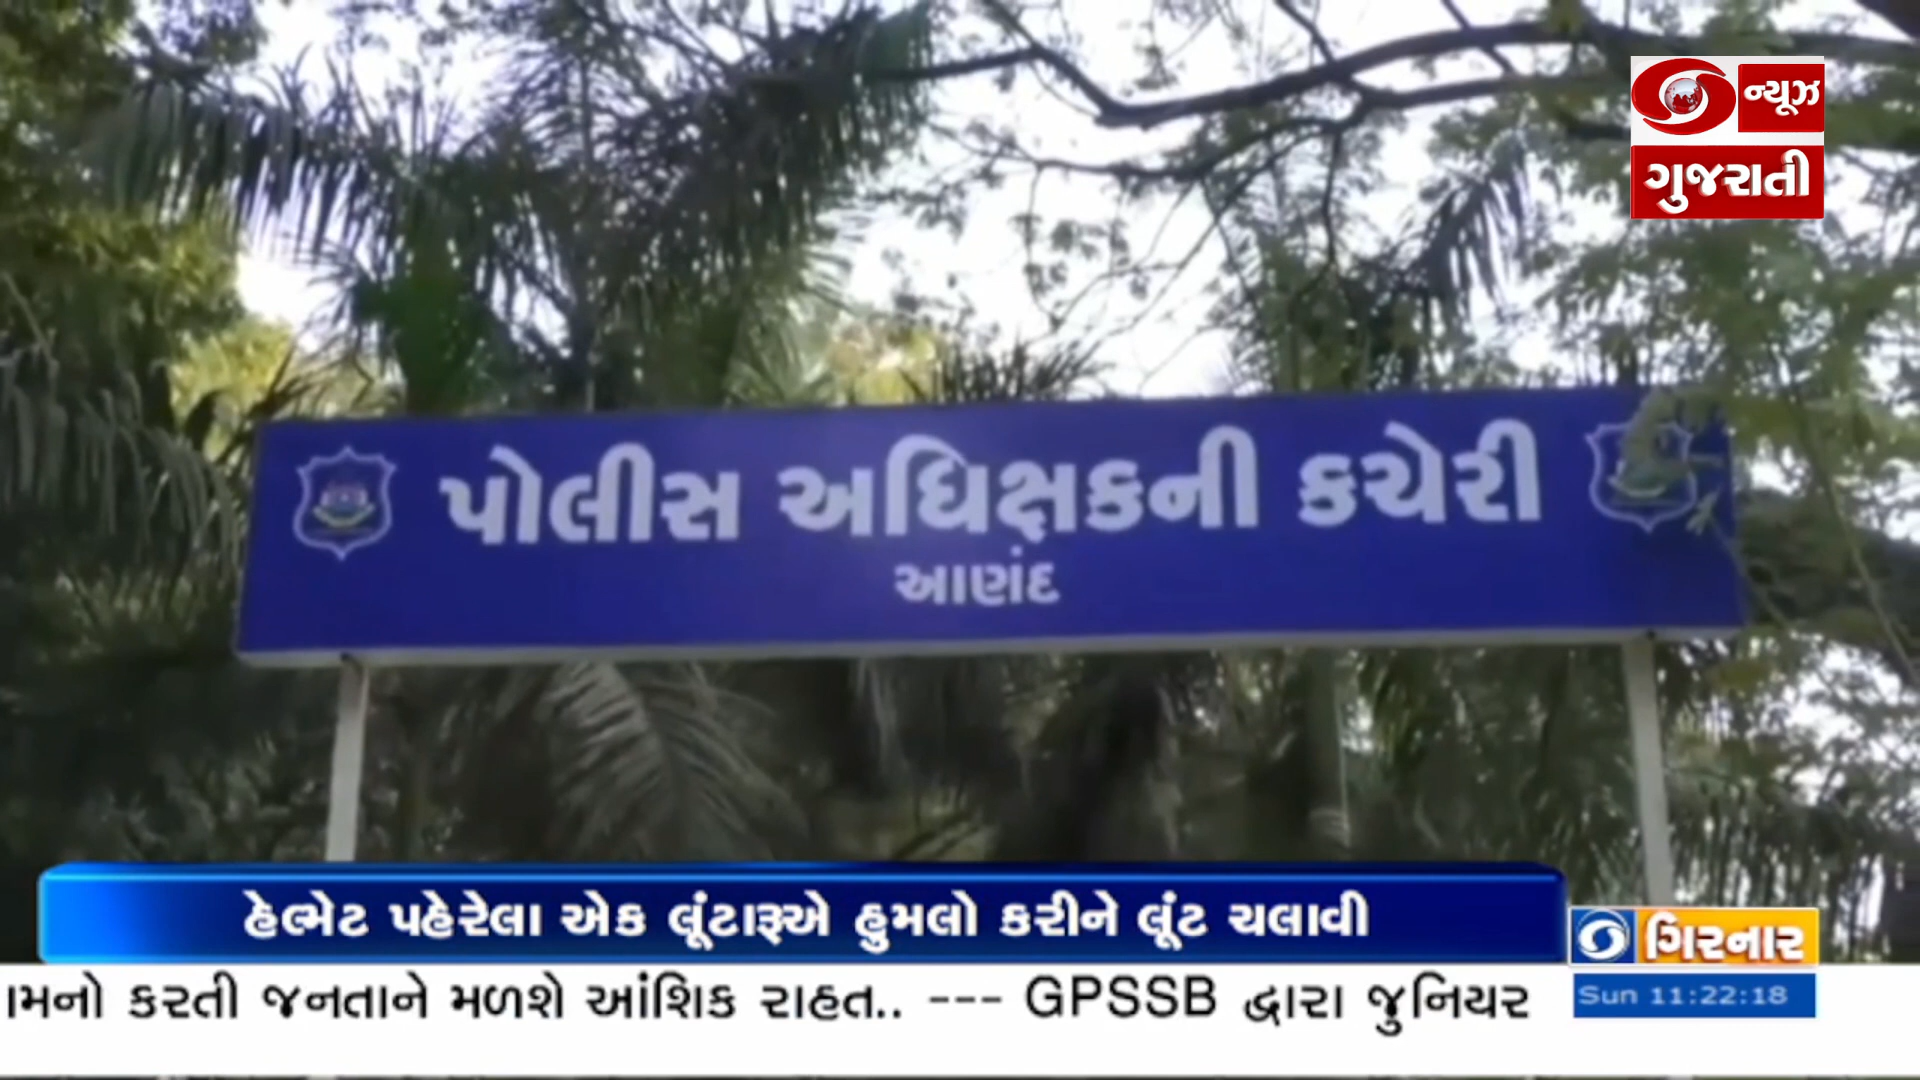 ન્યૂઝ
ગુજરાતી
પોલીસ અધિક્ષકની કચેરી
આણંદ
હેલ્મેટ પહેરેલા એક લૂંટારૂએ હુમલો કરીને લૂંટ ચલાવી
ગિરનાર
ામનો કરતી જનતાને મળશે આંશિક રાહત.. --- GPSSB દ્વારા જુનિયર
Sun 11:22:18